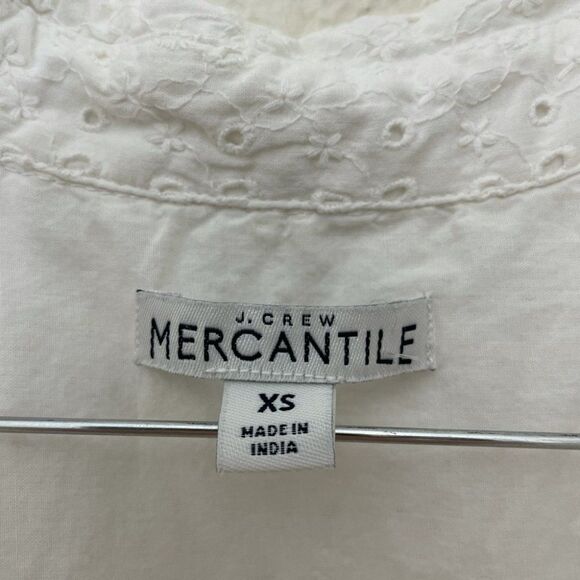 J. CREW
MERCANTILE
XS
MADE IN
INDIA